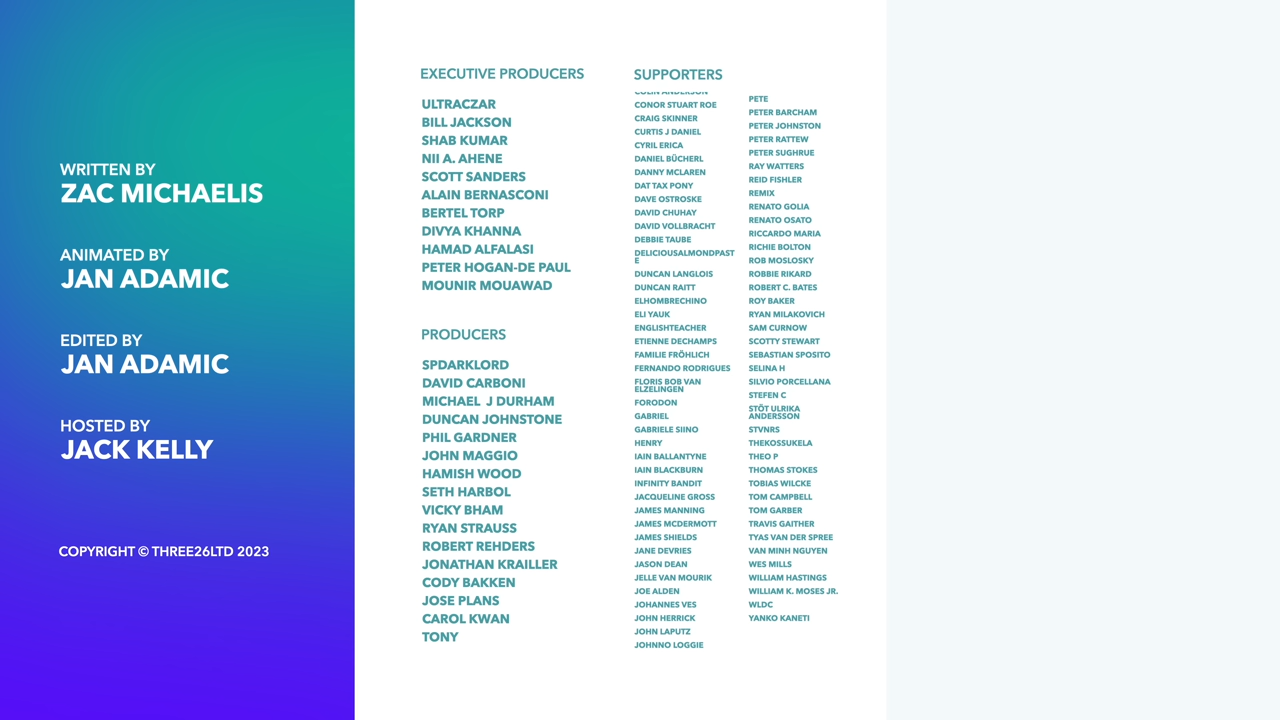 WRITTEN BY
ZAC MICHAELIS
ANIMATED BY
JAN ADAMIC
EDITED BY
JAN ADAMIC
HOSTED BY
JACK KELLY
COPYRIGHT © THREE26LTD 2023
EXECUTIVE PRODUCERS
ULTRACZAR
BILL JACKSON
SHAB KUMAR
NII A. AHENE
SCOTT SANDERS
ALAIN BERNASCONI
BERTEL TORP
DIVYA KHANNA
HAMAD ALFALASI
PETER HOGAN-DE PAUL
MOUNIR MOUAWAD
PRODUCERS
SPDARKLORD
DAVID CARBONI
MICHAEL J DURHAM
DUNCAN JOHNSTONE
PHIL GARDNER
JOHN MAGGIO
HAMISH WOOD
SETH HARBOL
VICKY BHAM
RYAN STRAUSS
ROBERT REHDERS
JONATHAN KRAILLER
CODY BAKKEN
JOSE PLANS
CAROL KWAN
TONY
SUPPORTERS
COLIN ANDERSON
CONOR STUART ROE
CRAIG SKINNER
CURTIS J DANIEL
CYRIL ERICA
DANIEL BÜCHERL
DANNY MCLAREN
DAT TAX PONY
DAVE OSTROSKE
DAVID CHUHAY
DAVID VOLLBRACHT
DEBBIE TAUBE
DELICIOUSALMONDPAST
E
DUNCAN LANGLOIS
DUNCAN RAITT
ELHOMBRECHINO
ELI YAUK
ENGLISHTEACHER
ETIENNE DECHAMPS
FAMILIE FRÖHLICH
FERNANDO RODRIGUES
FLORIS BOB VAN
ELZELINGEN
FORODON
GABRIEL
GABRIELE SIINO
HENRY
IAIN BALLANTYNE
IAIN BLACKBURN
INFINITY BANDIT
JACQUELINE GROSS
JAMES MANNING
JAMES MCDERMOTT
JAMES SHIELDS
JANE DEVRIES
JASON DEAN
JELLE VAN MOURIK
JOE ALDEN
JOHANNES VES
JOHN HERRICK
JOHN LAPUTZ
JOHNNO LOGGIE
PETE
PETER BARCHAM
PETER JOHNSTON
PETER RATTEW
PETER SUGHRUE
RAY WATTERS
REID FISHLER
REMIX
RENATO GOLIA
RENATO OSATO
RICCARDO MARIA
RICHIE BOLTON
ROB MOSLOSKY
ROBBIE RIKARD
ROBERT C. BATES
ROY BAKER
RYAN MILAKOVICH
SAM CURNOW
SCOTTY STEWART
SEBASTIAN SPOSITO
SELINA H
SILVIO PORCELLANA
STEFEN C
STÖT ULRIKA
ANDERSSON
STVNRS
THEKOSSUKELA
THEO P
THOMAS STOKES
TOBIAS WILCKE
TOM CAMPBELL
TOM GARBER
TRAVIS GAITHER
TYAS VAN DER SPREE
VAN MINH NGUYEN
WES MILLS
WILLIAM HASTINGS
WILLIAM K. MOSES JR.
WLDC
YANKO KANETI